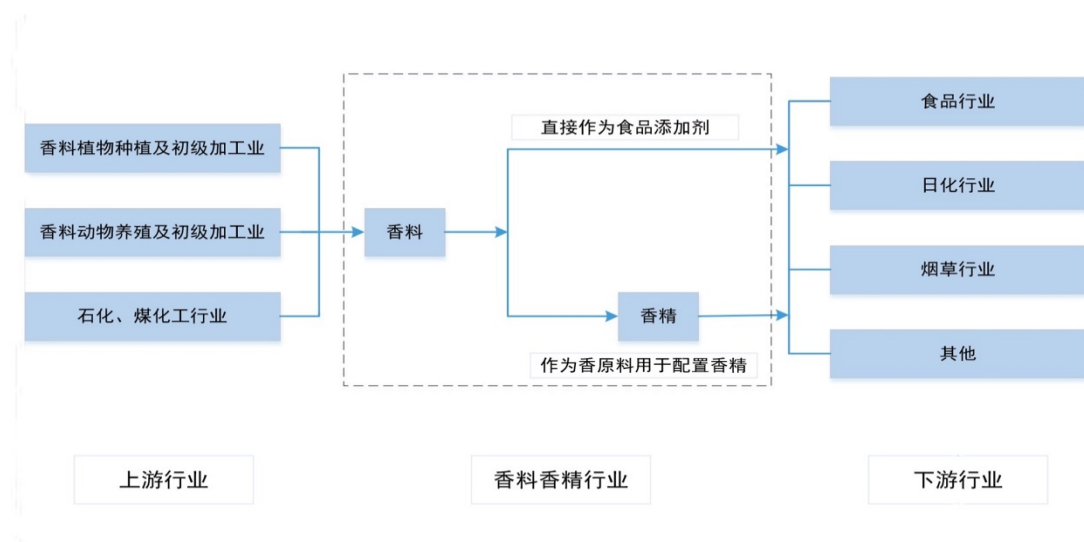 食品行业
直接作为食品添加剂
香料植物种植及初级加工业
日化行业
香料动物养殖及初级加工业
香料
烟草行业
石化、煤化工行业
香精
其他
作为香原料用于配置香精
上游行业
香料香精行业
下游行业